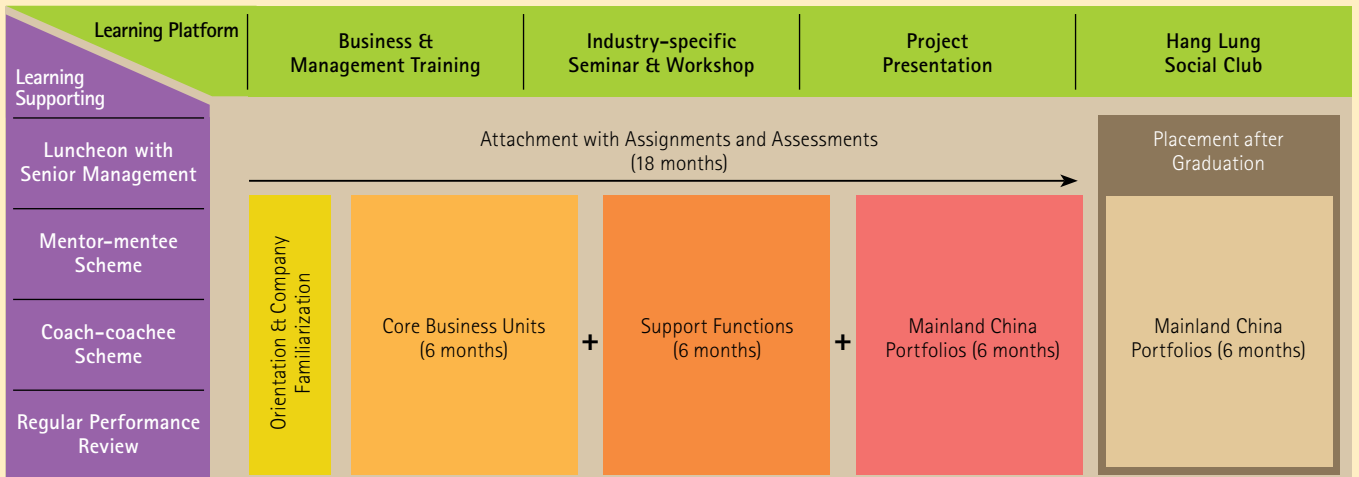 Learning Platform
Business &
Management Training
Industry-specific
Seminar & Workshop
Project
Presentation
Hang Lung
Social Club
Learning
Supporting
Luncheon with
Senior Management
Mentor-mentee
Scheme
Coach-coachee
Scheme
Regular Performance
Review
Attachment with Assignments and Assessments
(18 months)
Orientation & Company
Familiarization
Core Business Units
(6 months)
+
Support Functions
(6 months)
+
Mainland China
Portfolios (6 months)
Placement after
Graduation
Mainland China
Portfolios (6 months)